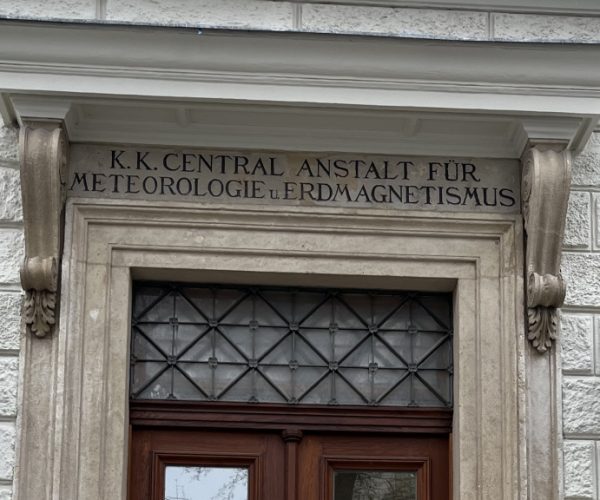 K.K. CENTRAL ANSTALT FÜR
METEOROLOGIE u. ERDMAGNETISMUS